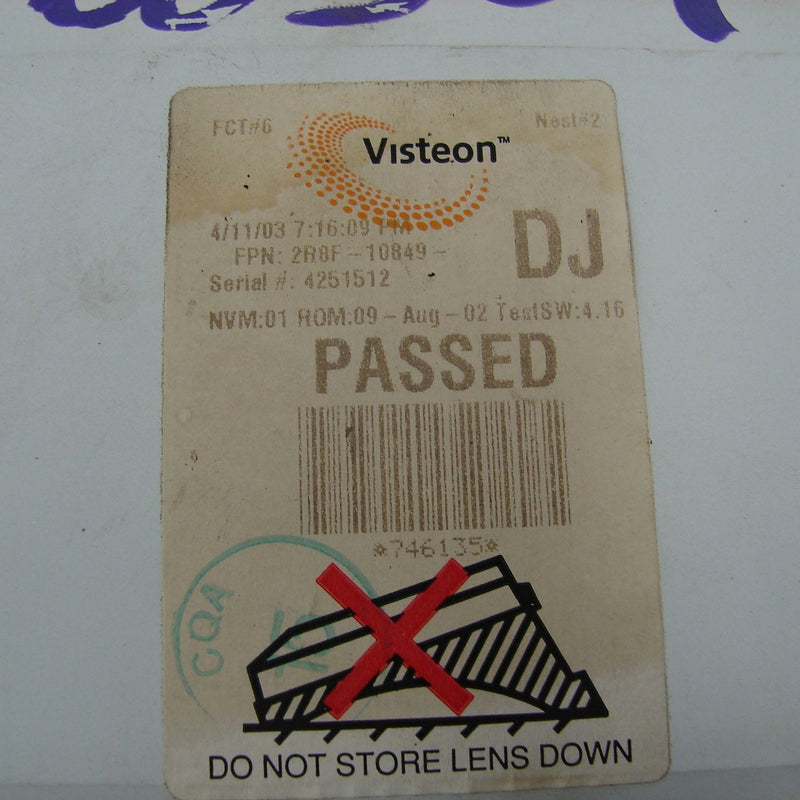 FCT#6 Nest#2
Visteon™
4/11/03 7:16:09 PM
DJ
FPN: 2R8F-10849-
Serial #: 4251512
NVM:01 ROM:09-Aug-02 TestSW:4.16
PASSED
*746135*
CQA
15
DO NOT STORE LENS DOWN